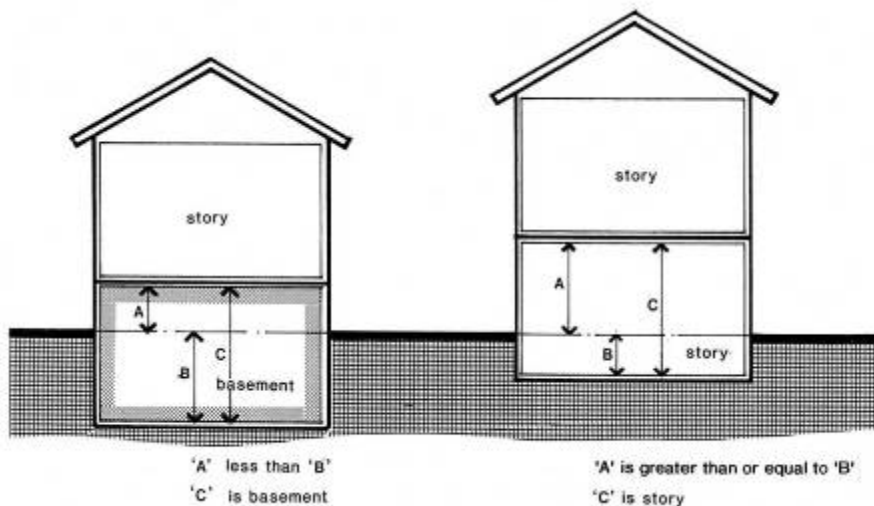 story
A
B
C
basement
'A' less than 'B'
'C' is basement
story
A
B
C
story
'A' is greater than or equal to 'B'
'C' is story